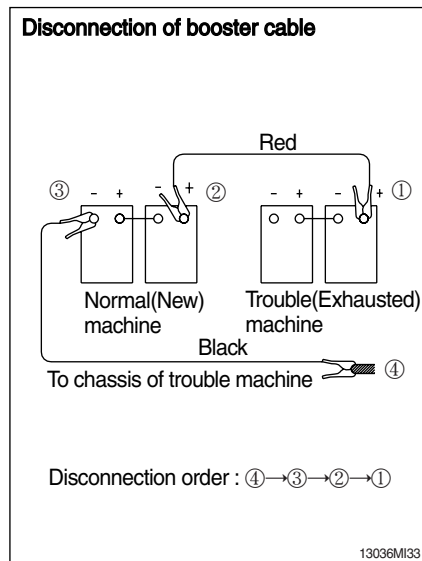 Disconnection of booster cable
Red
③ - + - + ② - + - + ①
Normal(New)
machine
Trouble(Exhausted)
machine
Black
To chassis of trouble machine ④
Disconnection order : ④→③→②→①
13036MI33